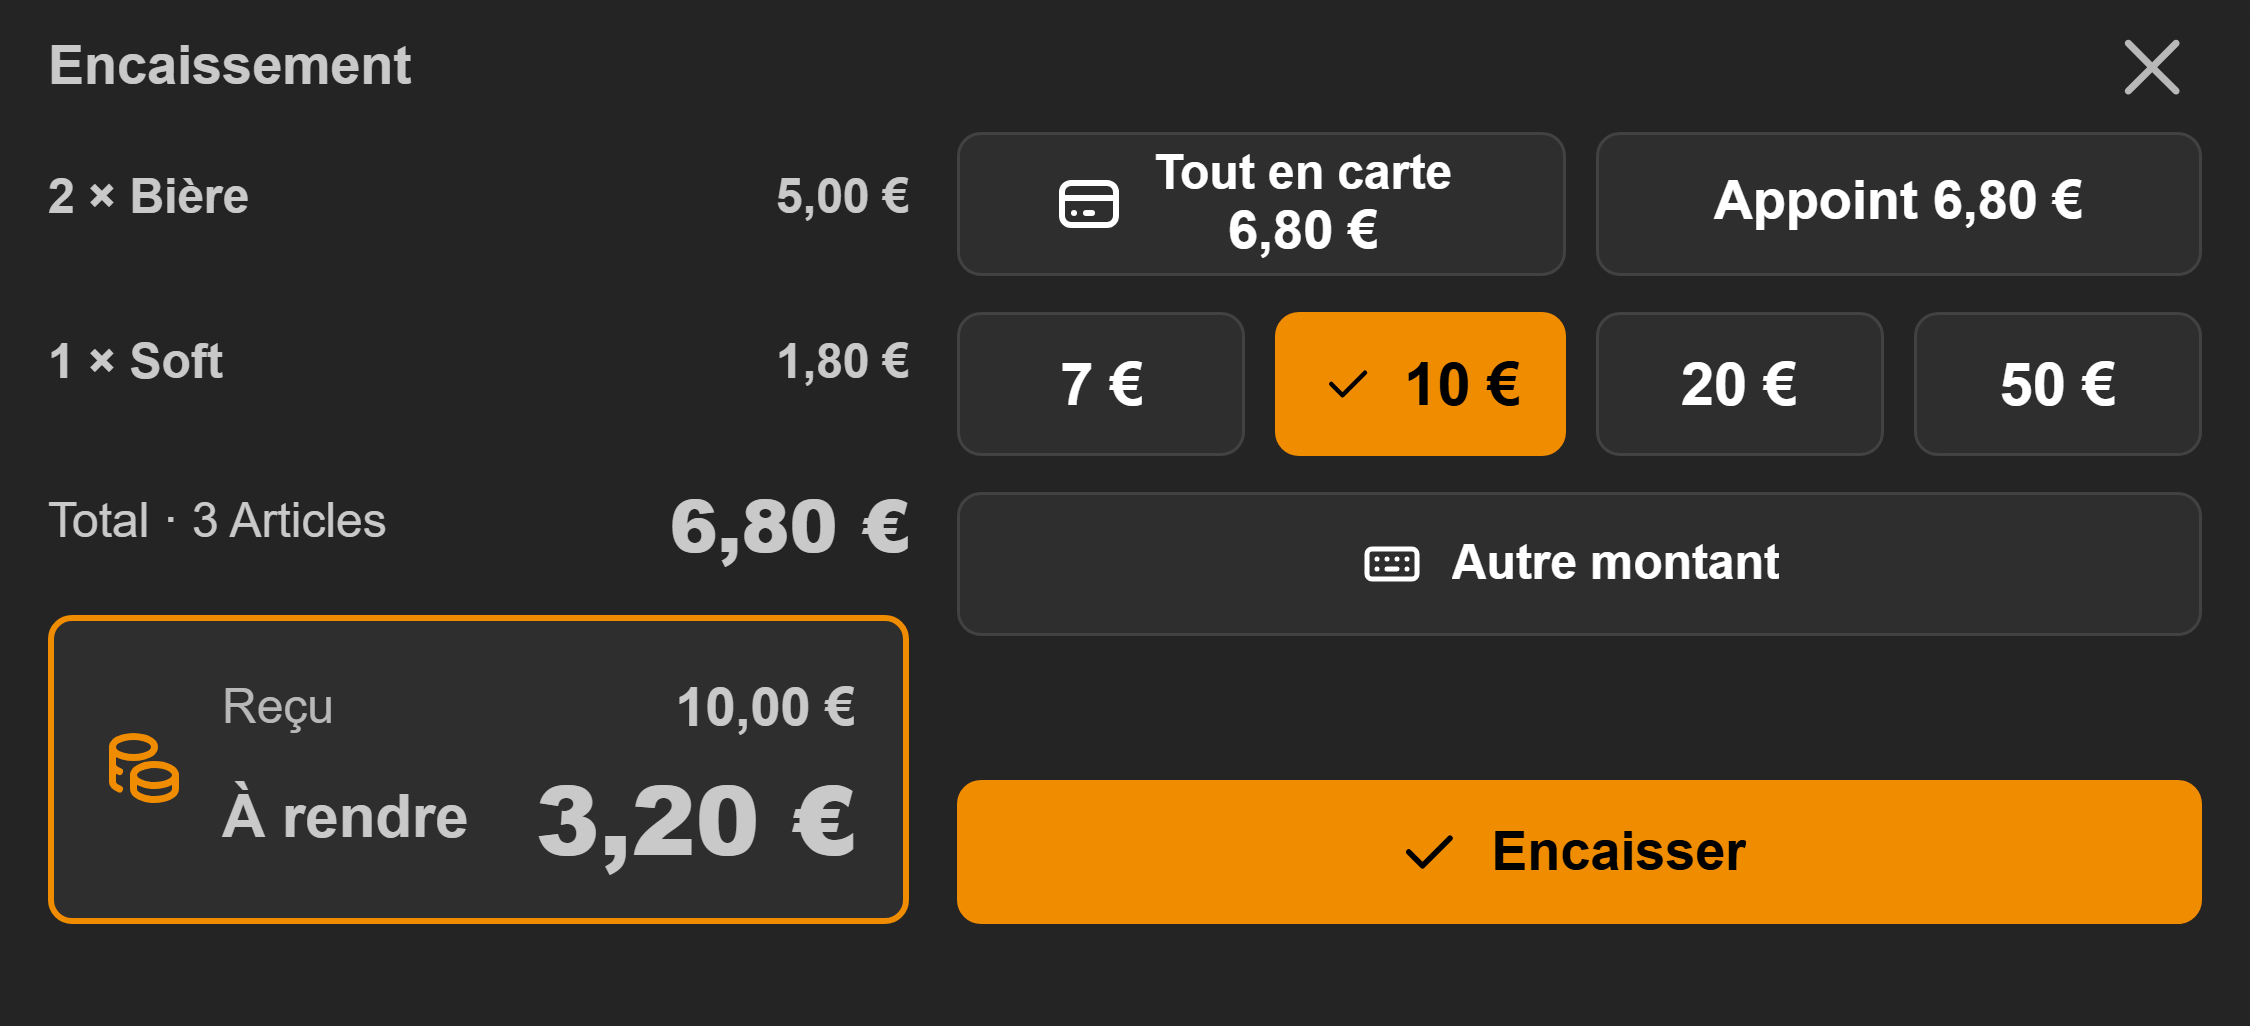 Encaissement
2 × Bière 5,00 €
1 × Soft 1,80 €
Total · 3 Articles 6,80 €
Reçu 10,00 €
À rendre 3,20 €
Tout en carte
6,80 €
Appoint 6,80 €
7 €
10 €
20 €
50 €
Autre montant
Encaisser